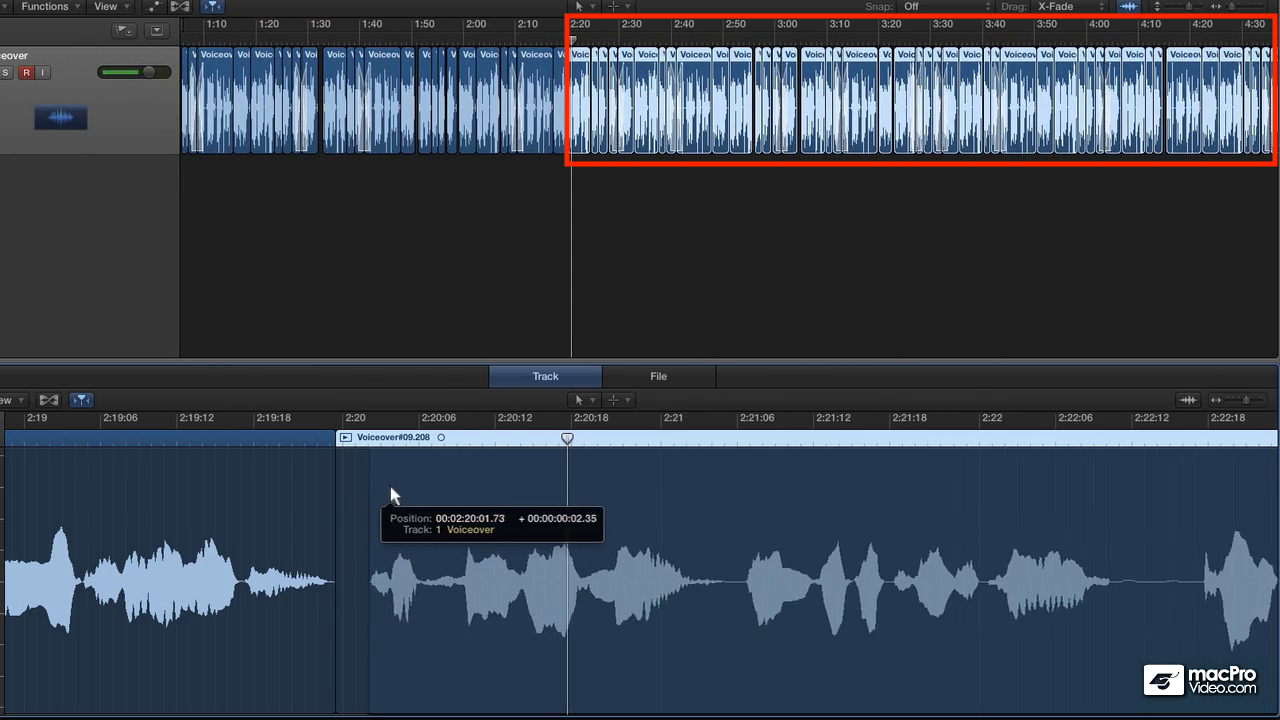 Functions View Snap: Off Drag: X-Fade
1:10 1:20 1:30 1:40 1:50 2:00 2:10 2:20 2:30 2:40 2:50 3:00 3:10 3:20 3:30 3:40 3:50 4:00 4:10 4:20 4:30
ceover
S R I
Track File
ew
2:19 2:19:06 2:19:12 2:19:18 2:20 2:20:06 2:20:12 2:20:18 2:21 2:21:06 2:21:12 2:21:18 2:22 2:22:06 2:22:12 2:22:18
Voiceover#09.208
Position: 00:02:20:01.73 + 00:00:00:02.35
Track: 1 Voiceover
macPro
Video.com